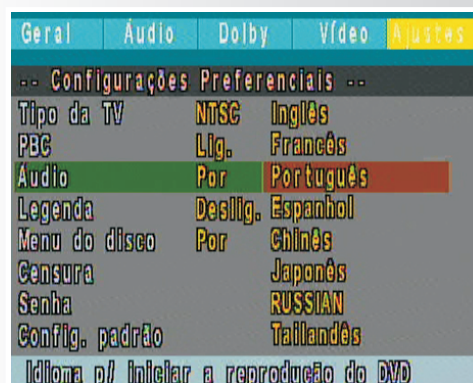 Geral Áudio Dolby Vídeo Ajustes
-- Configurações Preferenciais --
Tipo da TV NTSC Inglês
PBC Lig. Francês
Áudio Por Português
Legenda Deslig. Espanhol
Menu do disco Por Chinês
Censura Japonês
Senha RUSSIAN
Config. padrão Tailandês
Idioma p/ iniciar a reprodução do DVD